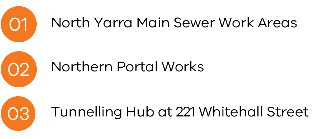 01 North Yarra Main Sewer Work Areas
02 Northern Portal Works
03 Tunnelling Hub at 221 Whitehall Street